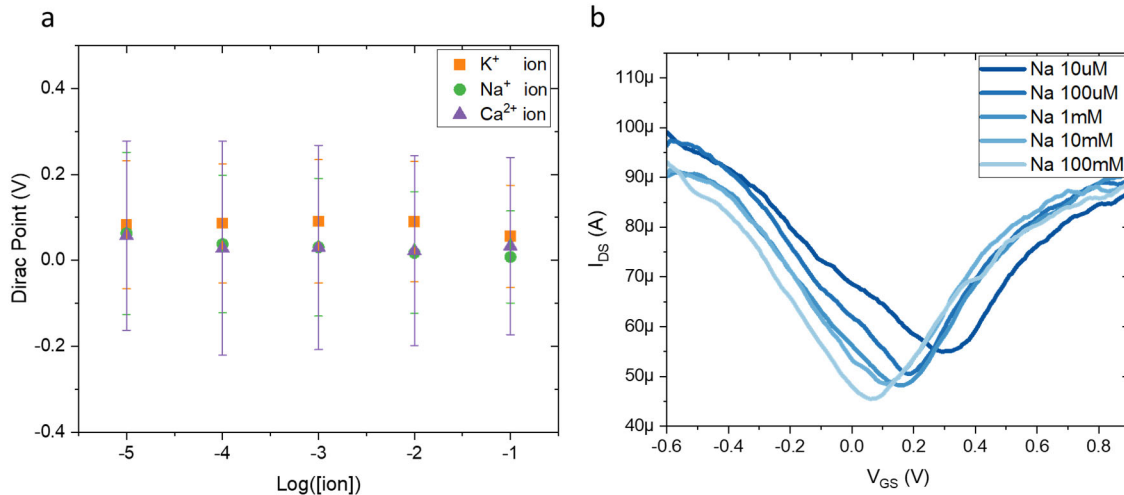 a
0.4
0.2
0.0
-0.2
-0.4
Dirac Point (V)
-5
-4
-3
-2
-1
Log([ion])
K+ ion
Na+ ion
Ca2+ ion
b
110µ
100µ
90µ
80µ
70µ
60µ
50µ
40µ
IDS (A)
-0.6
-0.4
-0.2
0.0
0.2
0.4
0.6
0.8
VGS (V)
Na 10uM
Na 100uM
Na 1mM
Na 10mM
Na 100mM